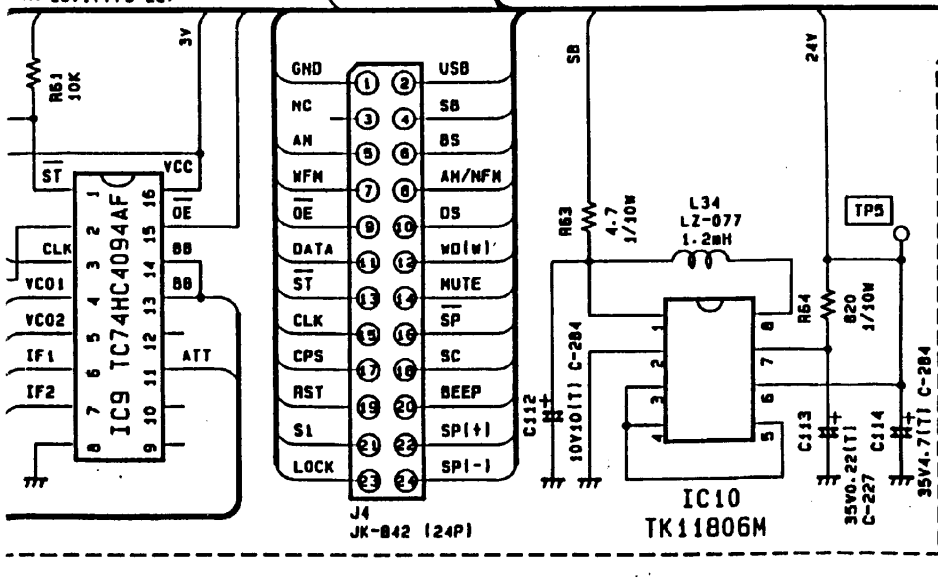 3V
R61
10K
ST
VCC
OE
CLK
BB
VCO1
BB
VCO2
IF1
ATT
IF2
1
2
3
4
5
6
7
8
16
15
14
13
12
11
10
9
IC9 TC74HC4094AF
GND 1 2 USB
NC 3 4 SB
AM 5 6 BS
WFM 7 8 AM/NFM
OE 9 10 DS
DATA 11 12 WD(W)
ST 13 14 MUTE
CLK 15 16 SP
CPS 17 18 SC
RST 19 20 BEEP
S1 21 22 SP(+)
LOCK 23 24 SP(-)
J4
JK-842 (24P)
SB
24V
R63
4.7
1/10W
L34
LZ-077
1.2mH
TP5
R64
820
1/10W
1
2
3
4
8
7
6
5
C112
+
10V10(T) C-284
C113
+
35V0.22(T)
C-227
C114
+
35V4.7(T) C-284
IC10
TK11806M